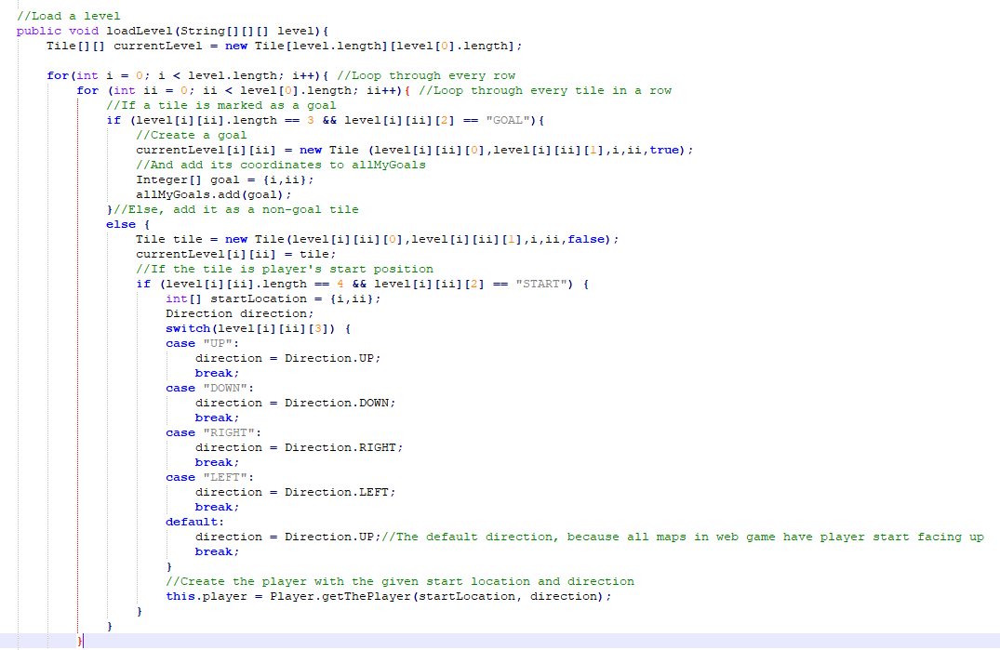 //Load a level
public void loadLevel(String[][][] level){
    Tile[][] currentLevel = new Tile[level.length][level[0].length];
    for(int i = 0; i < level.length; i++){ //Loop through every row
        for (int ii = 0; ii < level[0].length; ii++){ //Loop through every tile in a row
            //If a tile is marked as a goal
            if (level[i][ii].length == 3 && level[i][ii][2] == "GOAL"){
                //Create a goal
                currentLevel[i][ii] = new Tile (level[i][ii][0],level[i][ii][1],i,ii,true);
                //And add its coordinates to allMyGoals
                Integer[] goal = {i,ii};
                allMyGoals.add(goal);
            }//Else, add it as a non-goal tile
            else {
                Tile tile = new Tile(level[i][ii][0],level[i][ii][1],i,ii,false);
                currentLevel[i][ii] = tile;
                //If the tile is player's start position
                if (level[i][ii].length == 4 && level[i][ii][2] == "START") {
                    int[] startLocation = {i,ii};
                    Direction direction;
                    switch(level[i][ii][3]) {
                    case "UP":
                        direction = Direction.UP;
                        break;
                    case "DOWN":
                        direction = Direction.DOWN;
                        break;
                    case "RIGHT":
                        direction = Direction.RIGHT;
                        break;
                    case "LEFT":
                        direction = Direction.LEFT;
                        break;
                    default:
                        direction = Direction.UP;//The default direction, because all maps in web game have player start facing up
                        break;
                    }
                    //Create the player with the given start location and direction
                    this.player = Player.getThePlayer(startLocation, direction);
                }
            }
        }